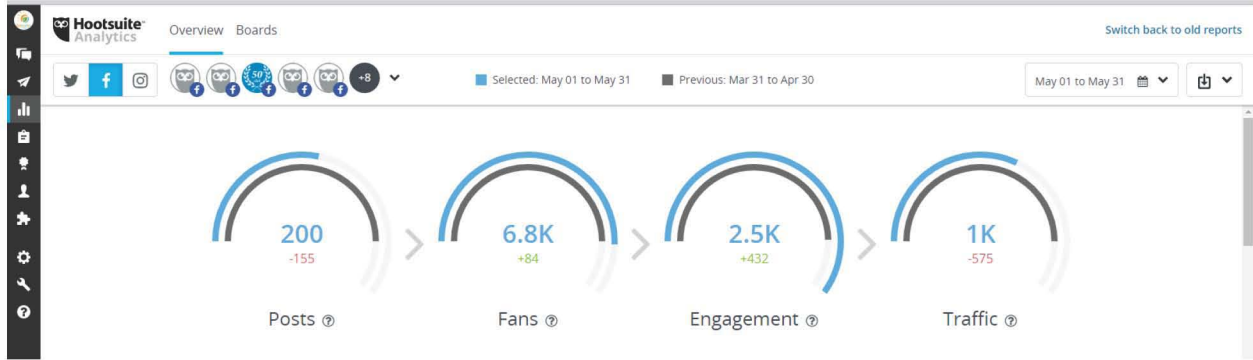 Hootsuite™
Analytics
Overview Boards
Switch back to old reports
50
+8
Selected: May 01 to May 31
Previous: Mar 31 to Apr 30
May 01 to May 31
200
-155
Posts
6.8K
+84
Fans
2.5K
+432
Engagement
1K
-575
Traffic